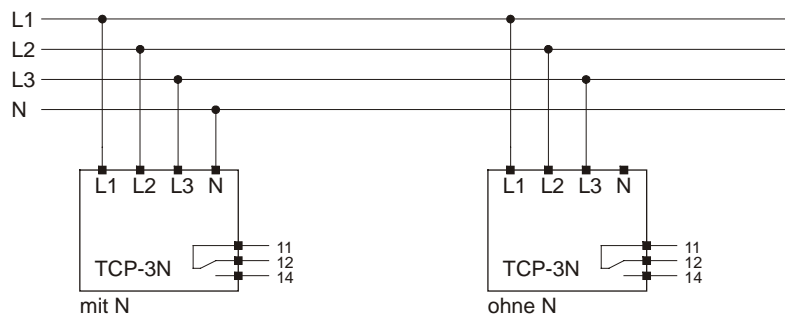 L1
L2
L3
N
L1 L2 L3 N L1 L2 L3 N
11 11
TCP-3N 12 TCP-3N 12
14 14
mit N ohne N